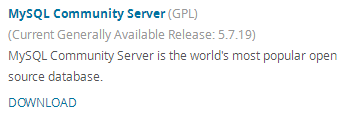 MySQL Community Server (GPL)
(Current Generally Available Release: 5.7.19)
MySQL Community Server is the world's most popular open
source database.
DOWNLOAD